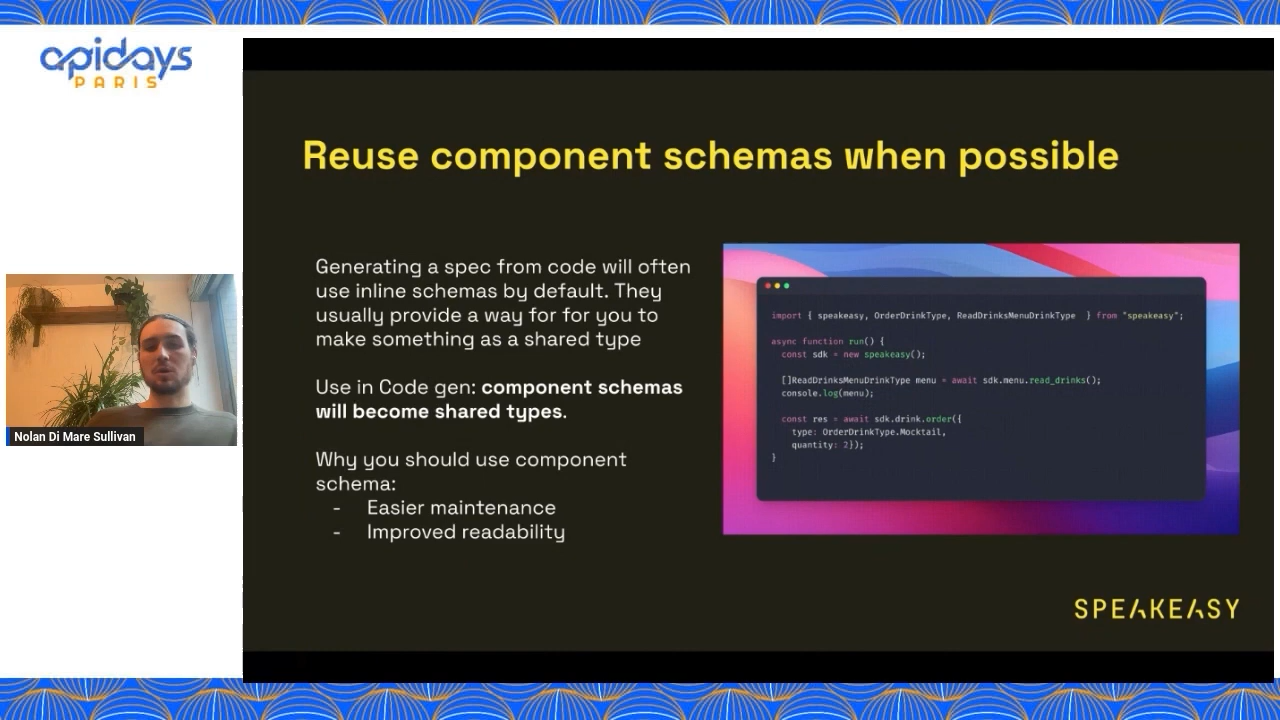 apidays
PARIS
Reuse component schemas when possible
Generating a spec from code will often
use inline schemas by default. They
usually provide a way for for you to
make something as a shared type
Use in Code gen: component schemas
will become shared types.
Why you should use component
schema:
- Easier maintenance
- Improved readability
import { speakeasy, OrderDrinkType, ReadDrinksMenuDrinkType } from "speakeasy";
async function run() {
const sdk = new speakeasy();
[]ReadDrinksMenuDrinkType menu = await sdk.menu.read_drinks();
console.log(menu);
const res = await sdk.drink.order({
type: OrderDrinkType.Mocktail,
quantity: 2});
}
Nolan Di Mare Sullivan
SPEAKEASY